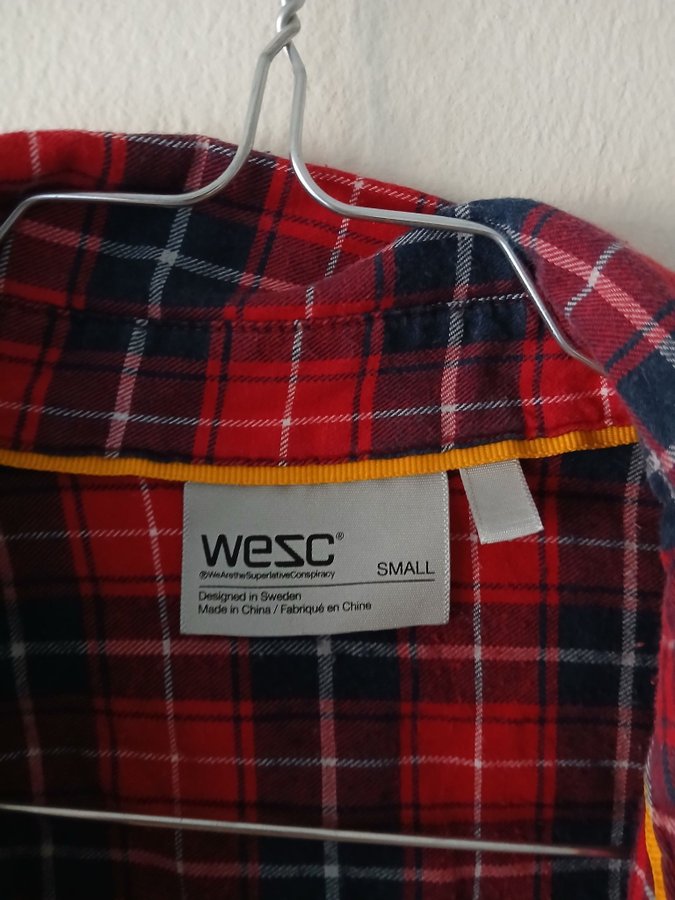 wesc®
®WeAretheSuperlativeConspiracy
SMALL
Designed in Sweden
Made in China / Fabriqué en Chine